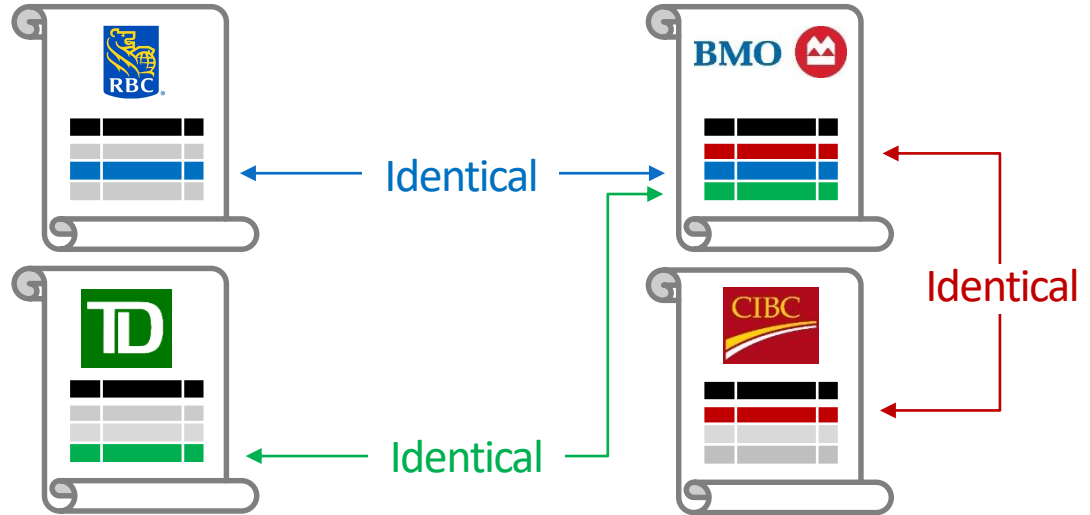 RBC
®
BMO
Identical
Identical
TD
CIBC
Identical